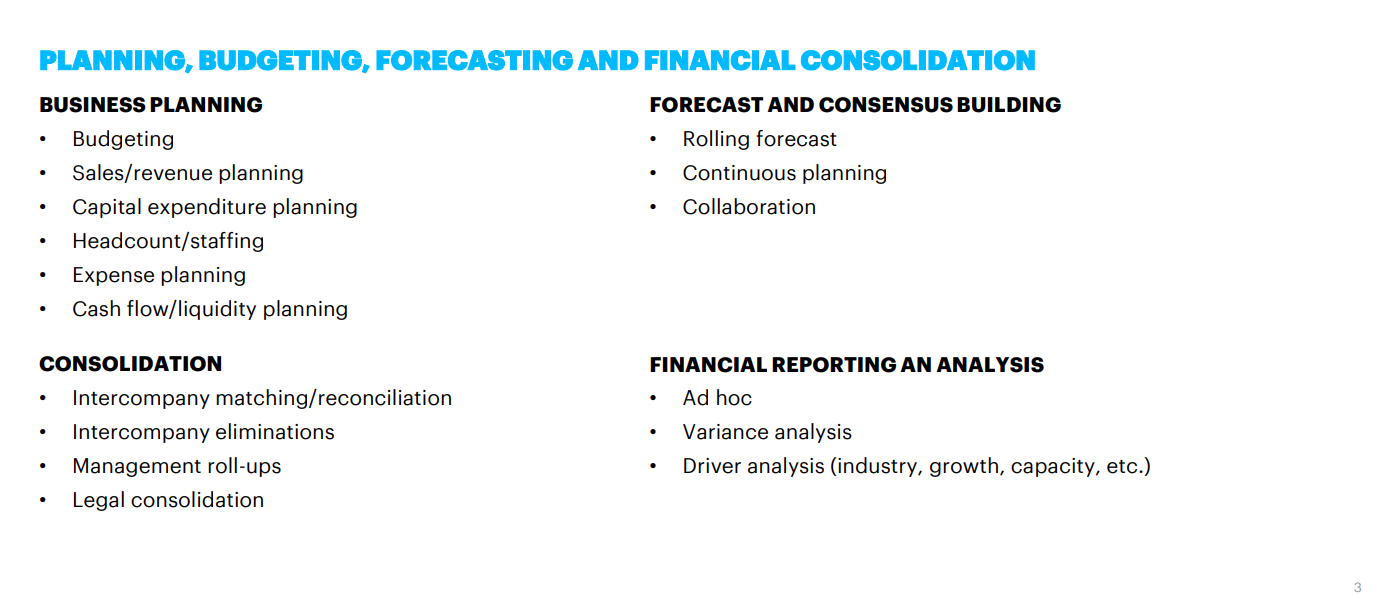 PLANNING, BUDGETING, FORECASTING AND FINANCIAL CONSOLIDATION
BUSINESS PLANNING
• Budgeting
• Sales/revenue planning
• Capital expenditure planning
• Headcount/staffing
• Expense planning
• Cash flow/liquidity planning
FORECAST AND CONSENSUS BUILDING
• Rolling forecast
• Continuous planning
• Collaboration
CONSOLIDATION
• Intercompany matching/reconciliation
• Intercompany eliminations
• Management roll-ups
• Legal consolidation
FINANCIAL REPORTING AN ANALYSIS
• Ad hoc
• Variance analysis
• Driver analysis (industry, growth, capacity, etc.)
3